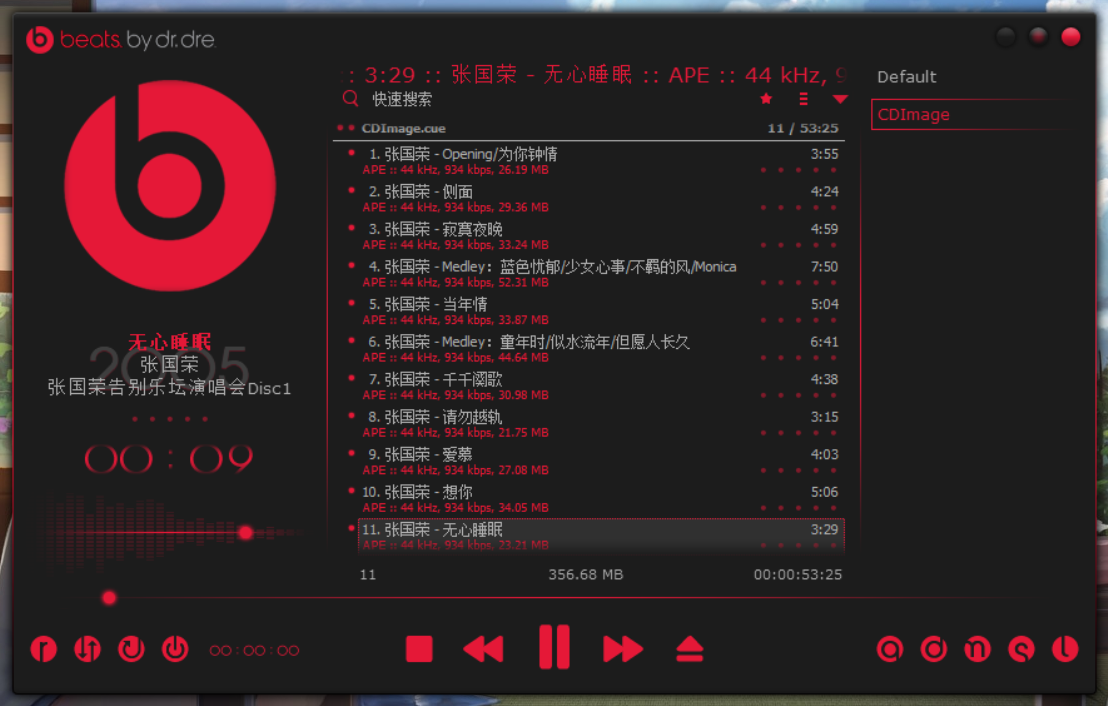 beats by dr.dre.
:: 3:29 :: 张国荣 - 无心睡眠 :: APE :: 44 kHz, 9
快速搜索
Default
CDImage
CDImage.cue 11 / 53:25
1. 张国荣 - Opening/为你钟情 3:55
APE :: 44 kHz, 934 kbps, 26.19 MB
2. 张国荣 - 侧面 4:24
APE :: 44 kHz, 934 kbps, 29.36 MB
3. 张国荣 - 寂寞夜晚 4:59
APE :: 44 kHz, 934 kbps, 33.24 MB
4. 张国荣 - Medley：蓝色忧郁/少女心事/不羁的风/Monica 7:50
APE :: 44 kHz, 934 kbps, 52.31 MB
5. 张国荣 - 当年情 5:04
APE :: 44 kHz, 934 kbps, 33.87 MB
6. 张国荣 - Medley：童年时/似水流年/但愿人长久 6:41
APE :: 44 kHz, 934 kbps, 44.64 MB
7. 张国荣 - 千千阕歌 4:38
APE :: 44 kHz, 934 kbps, 30.98 MB
8. 张国荣 - 请勿越轨 3:15
APE :: 44 kHz, 934 kbps, 21.75 MB
9. 张国荣 - 爱慕 4:03
APE :: 44 kHz, 934 kbps, 27.08 MB
10. 张国荣 - 想你 5:06
APE :: 44 kHz, 934 kbps, 34.05 MB
11. 张国荣 - 无心睡眠 3:29
APE :: 44 kHz, 934 kbps, 23.21 MB
11 356.68 MB 00:00:53:25
无心睡眠
2005
张国荣
张国荣告别乐坛演唱会Disc1
00:09
r 00:00:00
a d n s l